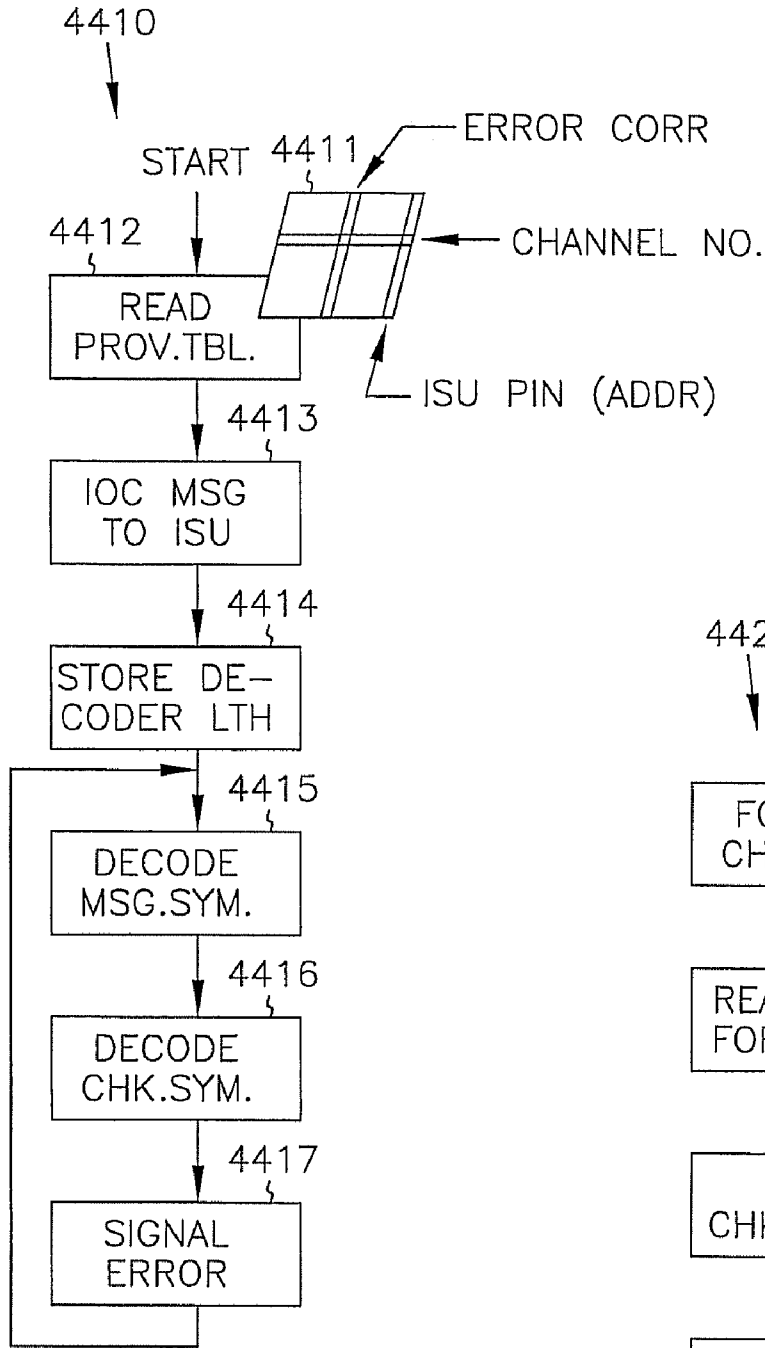 4410
START
4411
ERROR CORR
CHANNEL NO.
ISU PIN (ADDR)
4412
READ
PROV.TBL.
4413
IOC MSG
TO ISU
4414
STORE DE-
CODER LTH
4415
DECODE
MSG.SYM.
4416
DECODE
CHK.SYM.
4417
SIGNAL
ERROR